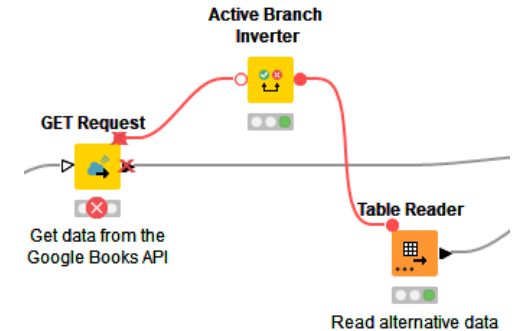 Active Branch
Inverter
GET Request
Get data from the
Google Books API
Table Reader
Read alternative data